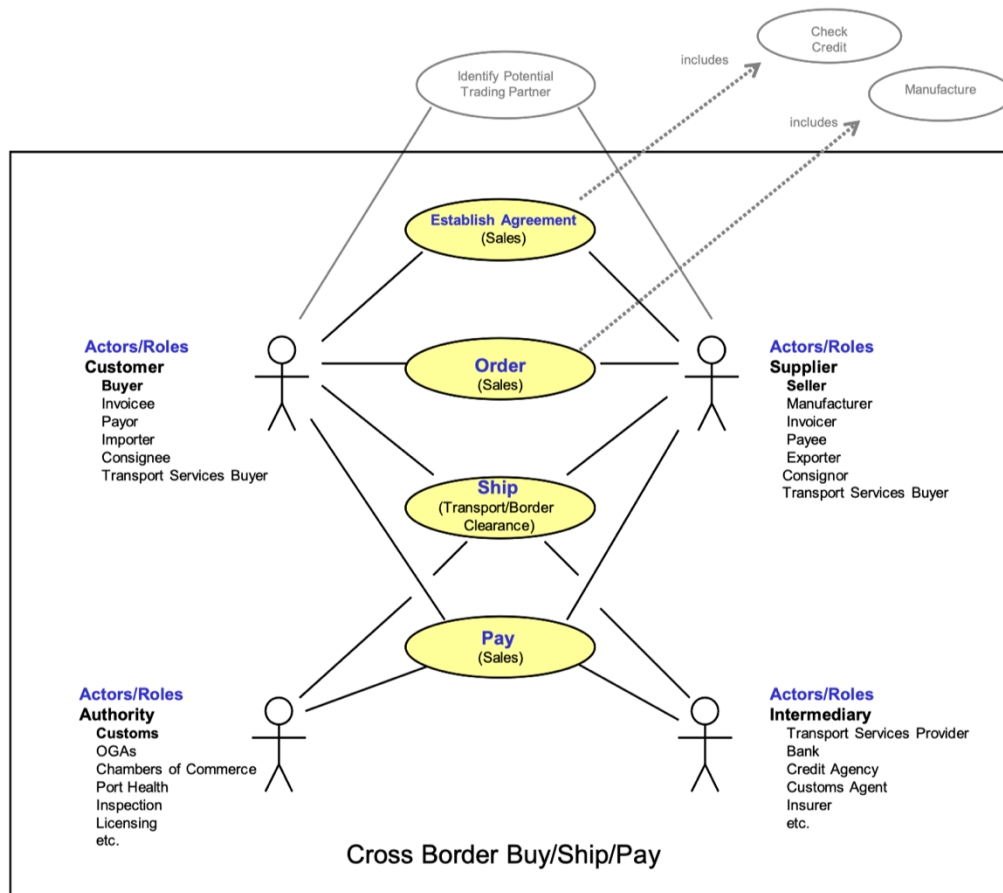 Check
Credit
includes
Identify Potential
Trading Partner
Manufacture
includes
Establish Agreement
(Sales)
Actors/Roles
Customer
Buyer
Invoicee
Payor
Importer
Consignee
Transport Services Buyer
Order
(Sales)
Actors/Roles
Supplier
Seller
Manufacturer
Invoicer
Payee
Exporter
Consignor
Transport Services Buyer
Ship
(Transport/Border
Clearance)
Pay
(Sales)
Actors/Roles
Authority
Customs
OGAs
Chambers of Commerce
Port Health
Inspection
Licensing
etc.
Actors/Roles
Intermediary
Transport Services Provider
Bank
Credit Agency
Customs Agent
Insurer
etc.
Cross Border Buy/Ship/Pay